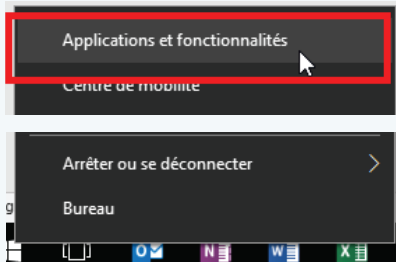 Applications et fonctionnalités
Centre de mobilité
Arrêter ou se déconnecter
Bureau